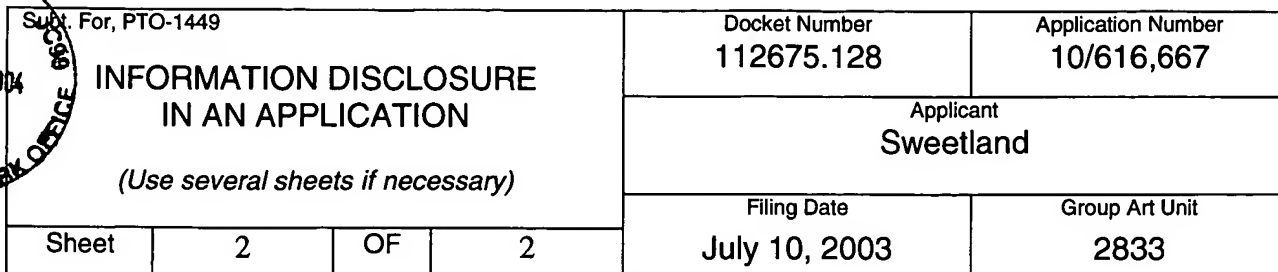 Subt. For, PTO-1449
INFORMATION DISCLOSURE
IN AN APPLICATION
(Use several sheets if necessary)
Sheet 2 OF 2
Docket Number
112675.128
Application Number
10/616,667
Applicant
Sweetland
Filing Date
July 10, 2003
Group Art Unit
2833
OFFICE